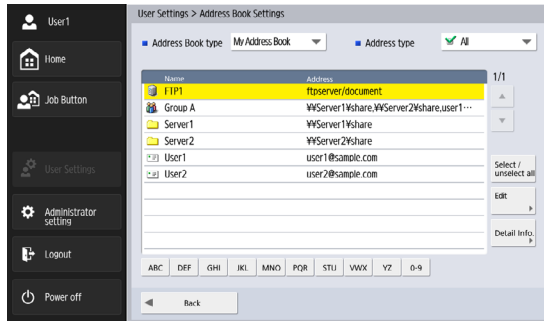 User1
Home
Job Button
User Settings
Administrator
setting
Logout
Power off
User Settings > Address Book Settings
Address Book type My Address Book
Address type All
Name Address
FTP1 ftpserver/document
Group A ¥¥Server1¥share,¥¥Server2¥share,user1···
Server1 ¥¥Server1¥share
Server2 ¥¥Server2¥share
User1 user1@sample.com
User2 user2@sample.com
1/1
Select /
unselect all
Edit
Detail Info.
ABC DEF GHI JKL MNO PQR STU VWX YZ 0-9
Back